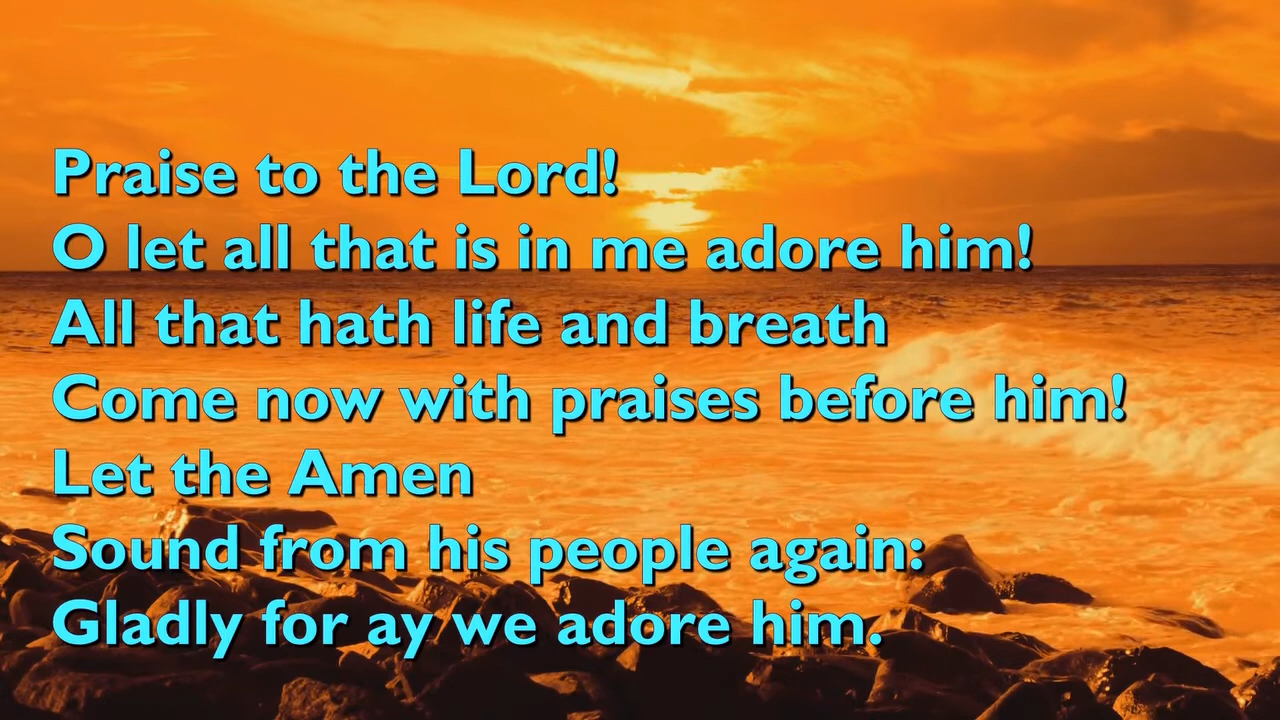 Praise to the Lord!
O let all that is in me adore him!
All that hath life and breath
Come now with praises before him!
Let the Amen
Sound from his people again:
Gladly for ay we adore him.